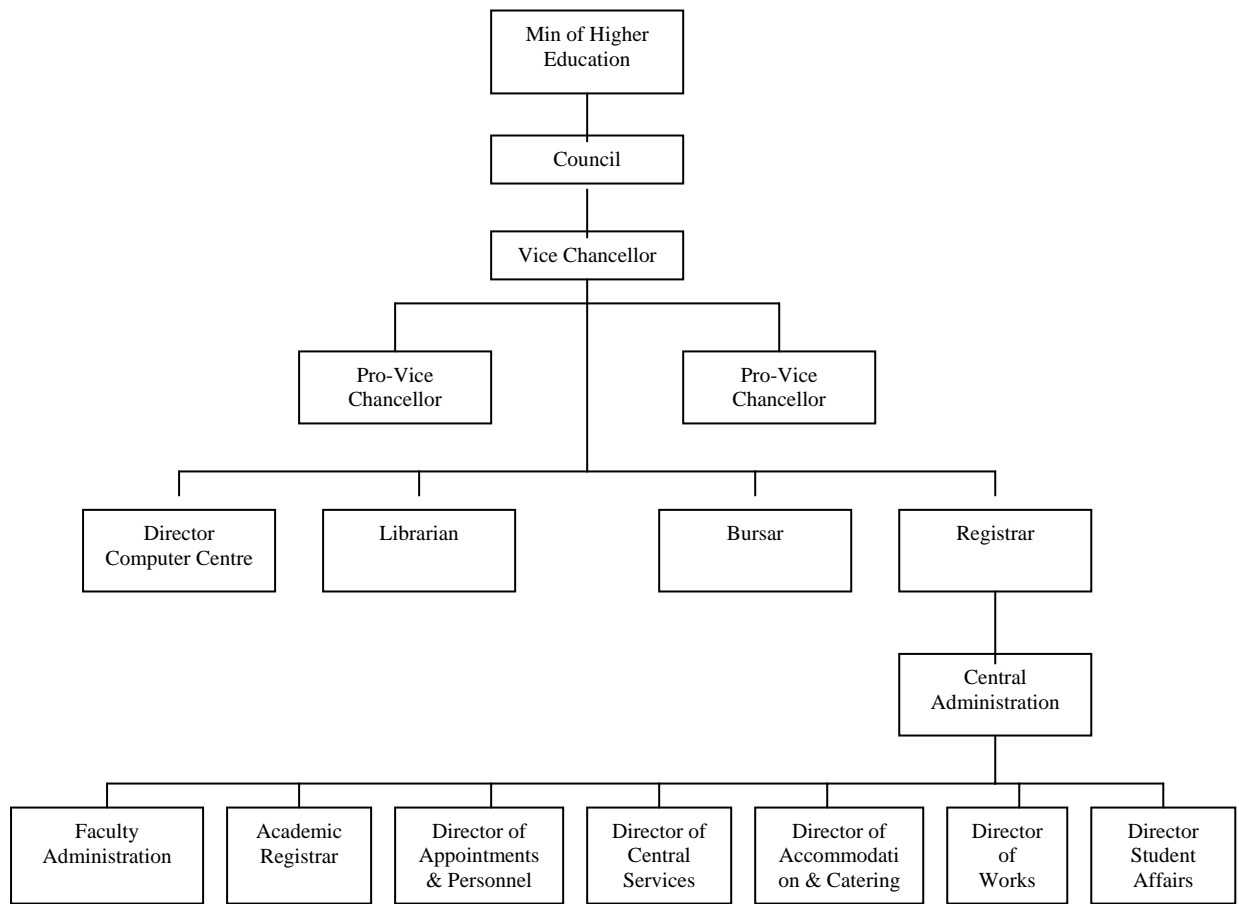 Min of Higher
Education
Council
Vice Chancellor
Pro-Vice
Chancellor
Pro-Vice
Chancellor
Director
Computer Centre
Librarian
Bursar
Registrar
Central
Administration
Faculty
Administration
Academic
Registrar
Director of
Appointments
& Personnel
Director of
Central
Services
Director of
Accommodati
on & Catering
Director
of
Works
Director
Student
Affairs